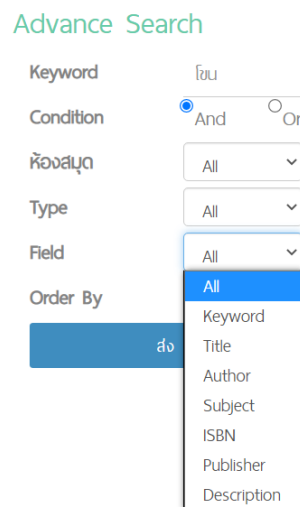 Advance Search
Keyword โขน
Condition And Or
ห้องสมุด All
Type All
Field All
All
Order By
Keyword
ส่ง Title
Author
Subject
ISBN
Publisher
Description